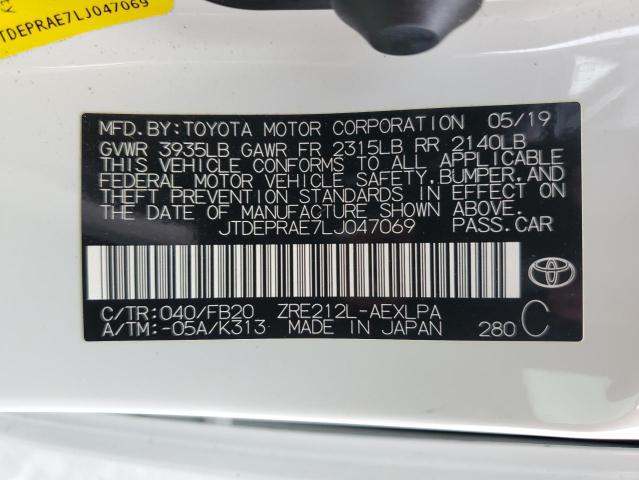 JTDEPRAE7LJ047069
MFD.BY:TOYOTA MOTOR CORPORATION 05/19
GVWR 3935LB GAWR FR 2315LB RR 2140LB
THIS VEHICLE CONFORMS TO ALL APPLICABLE
FEDERAL MOTOR VEHICLE SAFETY,BUMPER,AND
THEFT PREVENTION STANDARDS IN EFFECT ON
THE DATE OF MANUFACTURE SHOWN ABOVE.
JTDEPRAE7LJ047069 PASS.CAR
C/TR:040/FB20 ZRE212L-AEXLPA
A/TM:-05A/K313 MADE IN JAPAN 280 C